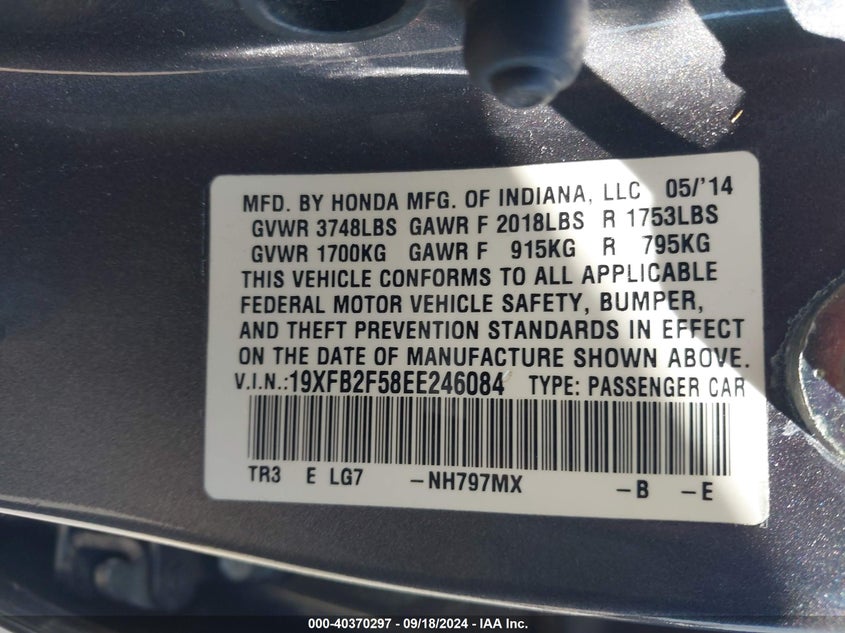 MFD. BY HONDA MFG. OF INDIANA, LLC 05/'14
GVWR 3748LBS GAWR F 2018LBS R 1753LBS
GVWR 1700KG GAWR F 915KG R 795KG
THIS VEHICLE CONFORMS TO ALL APPLICABLE
FEDERAL MOTOR VEHICLE SAFETY, BUMPER,
AND THEFT PREVENTION STANDARDS IN EFFECT
ON THE DATE OF MANUFACTURE SHOWN ABOVE.
V.I.N.:19XFB2F58EE246084 TYPE: PASSENGER CAR
TR3 E LG7 -NH797MX -B -E
000-40370297 - 09/18/2024 - IAA Inc.